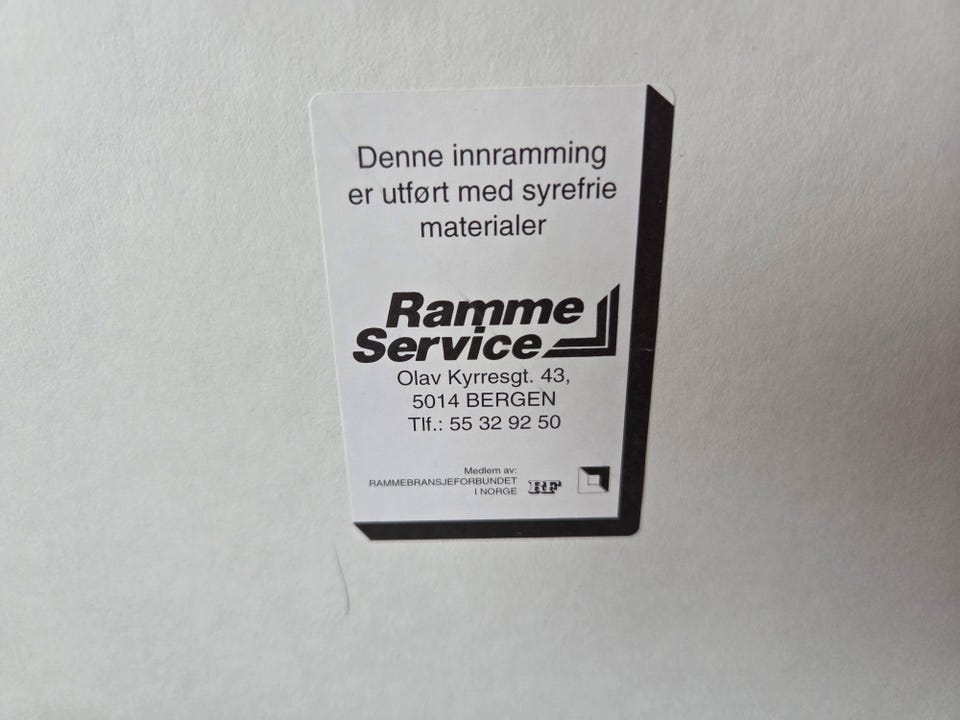 Denne innramming
er utført med syrefrie
materialer
Ramme
Service
Olav Kyrresgt. 43,
5014 BERGEN
Tlf.: 55 32 92 50
Medlem av:
RAMMEBRANSJEFORBUNDET
I NORGE
RF